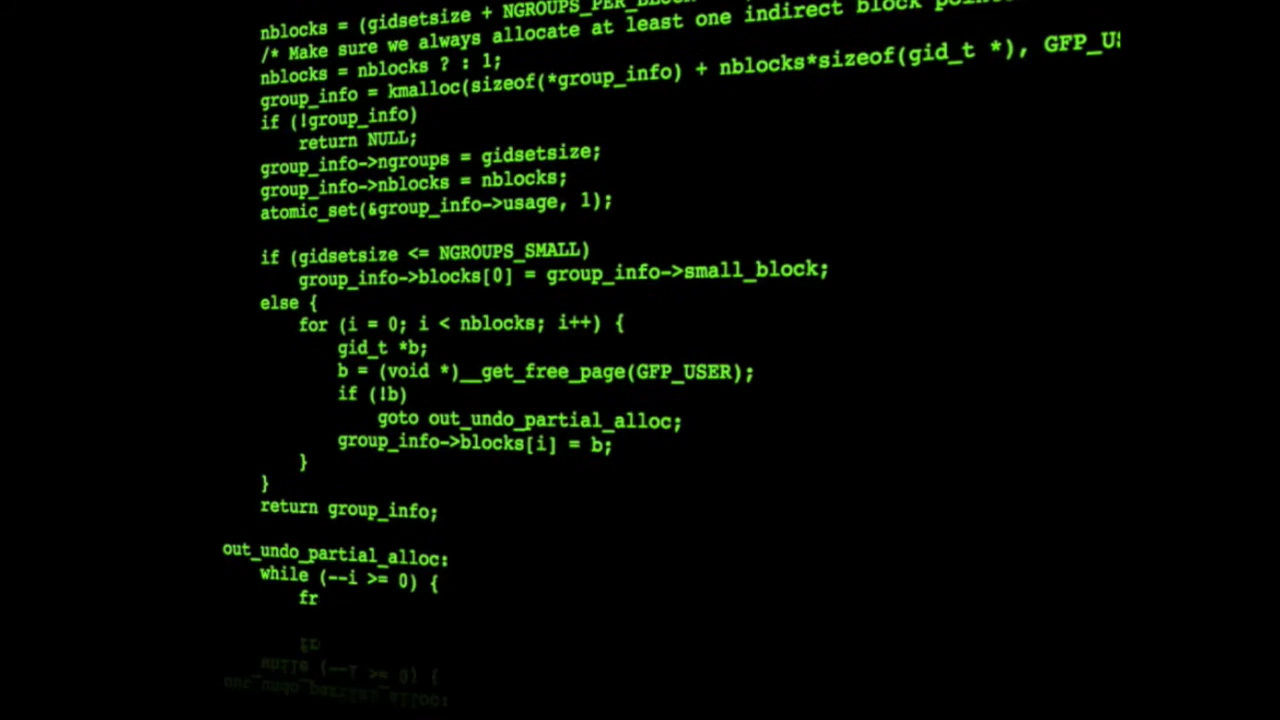 nblocks = (gidsetsize + NGROUPS_PER_BLOCK
/* Make sure we always allocate at least one indirect block
nblocks = nblocks ? : 1;
group_info = kmalloc(sizeof(*group_info) + nblocks*sizeof(gid_t *), GFP_US
if (!group_info)
return NULL;
group_info->ngroups = gidsetsize;
group_info->nblocks = nblocks;
atomic_set(&group_info->usage, 1);
if (gidsetsize <= NGROUPS_SMALL)
group_info->blocks[0] = group_info->small_block;
else {
for (i = 0; i < nblocks; i++) {
gid_t *b;
b = (void *)__get_free_page(GFP_USER);
if (!b)
goto out_undo_partial_alloc;
group_info->blocks[i] = b;
}
}
return group_info;
out_undo_partial_alloc:
while (--i >= 0) {
fr